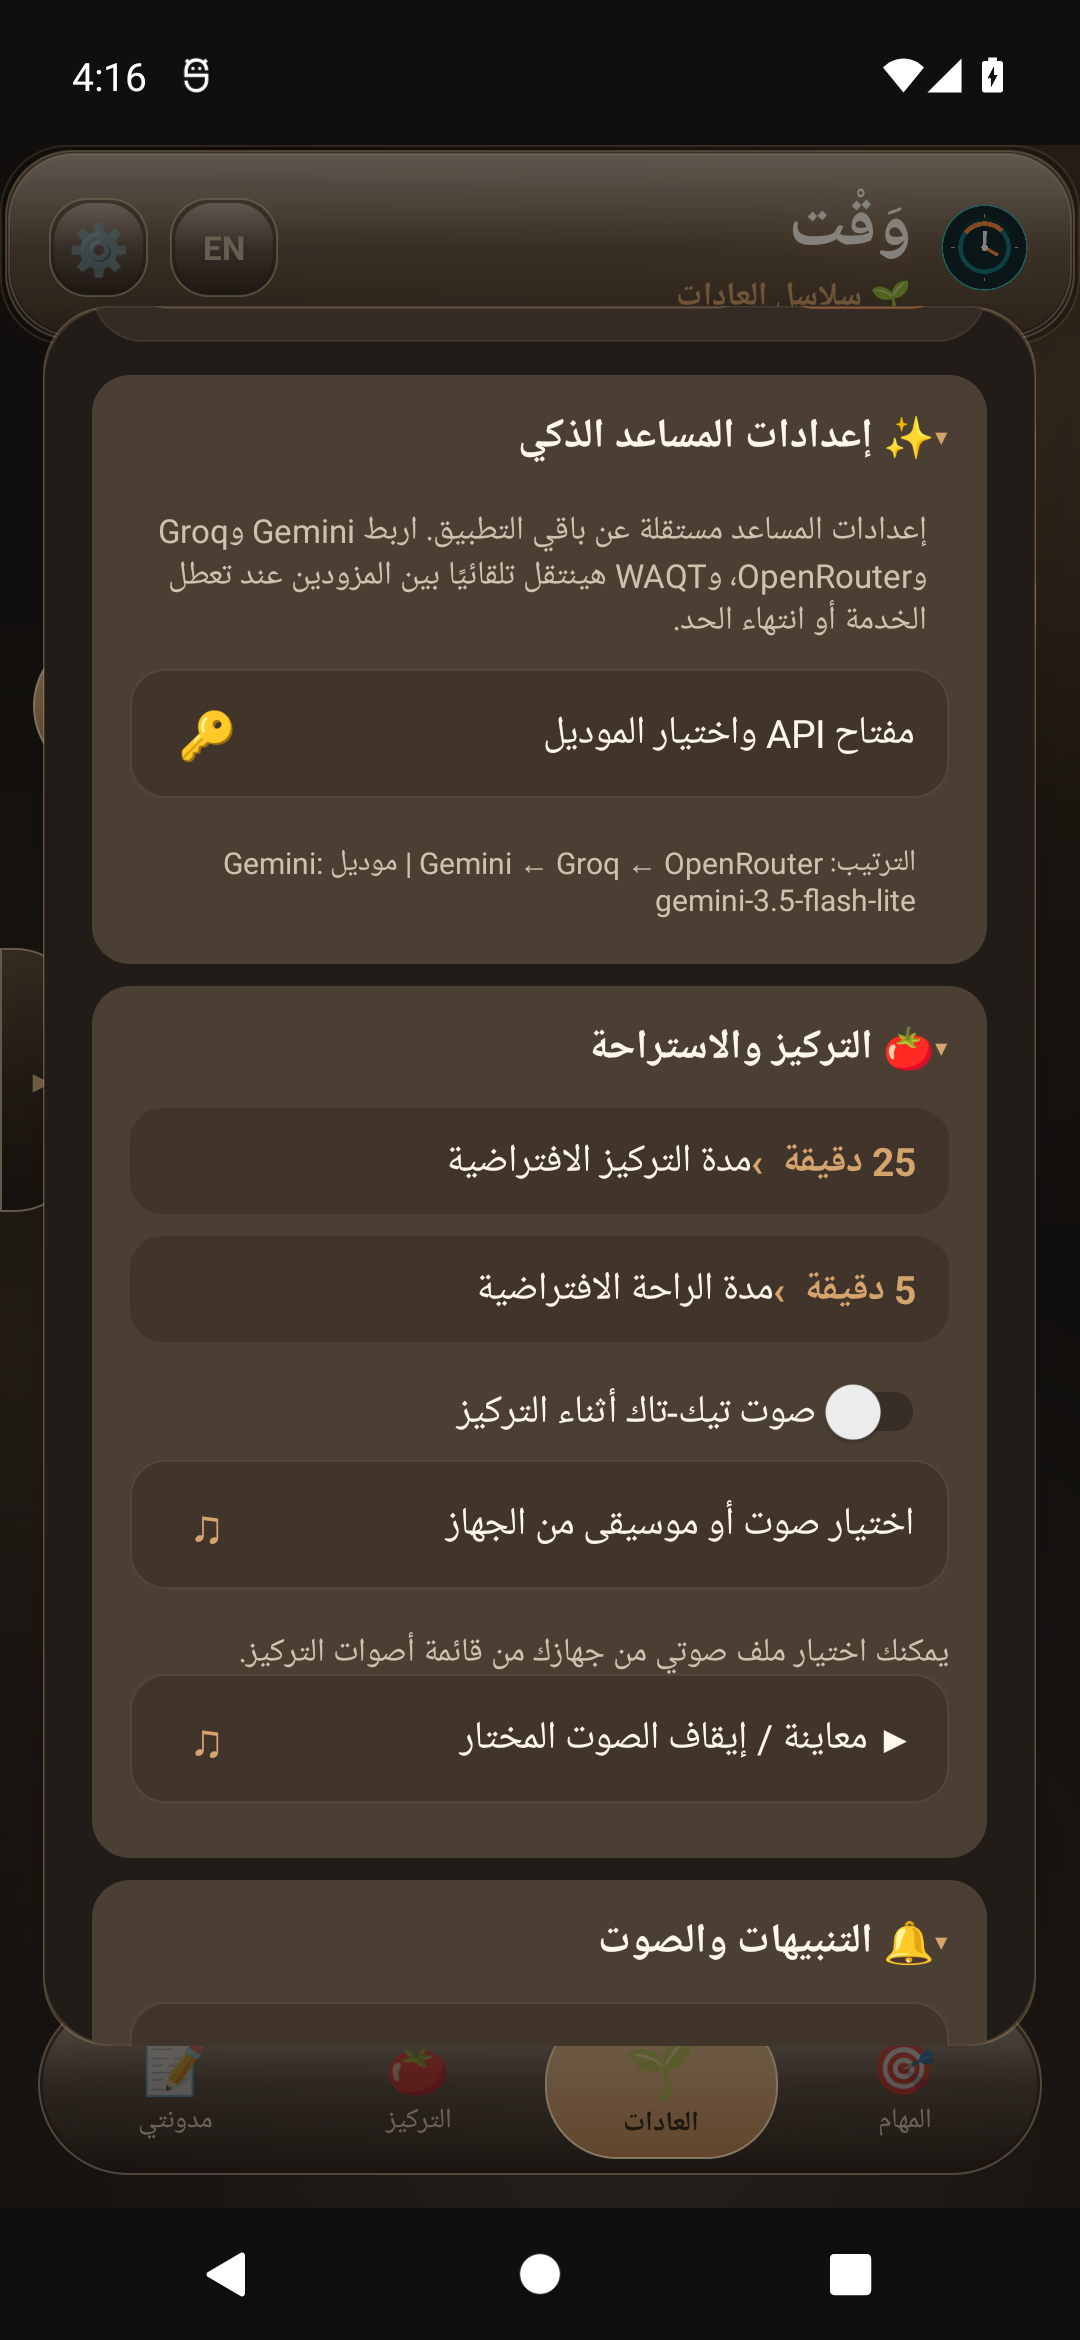 4:16
وَقْت
EN
🌱 سلاسل العادات
✨ إعدادات المساعد الذكي
إعدادات المساعد مستقلة عن باقي التطبيق. اربط Gemini وGroq
وOpenRouter، وWAQT هينتقل تلقائيًا بين المزودين عند تعطل
الخدمة أو انتهاء الحد.
مفتاح API واختيار الموديل
الترتيب: Gemini ← Groq ← OpenRouter | موديل Gemini:
gemini-3.5-flash-lite
🍅 التركيز والاستراحة
25 دقيقة ‹
مدة التركيز الافتراضية
5 دقيقة ‹
مدة الراحة الافتراضية
صوت تيك-تاك أثناء التركيز
اختيار صوت أو موسيقى من الجهاز
♫
يمكنك اختيار ملف صوتي من جهازك من قائمة أصوات التركيز.
▶ معاينة / إيقاف الصوت المختار
♫
🔔 التنبيهات والصوت
المهام
العادات
التركيز
مدونتي